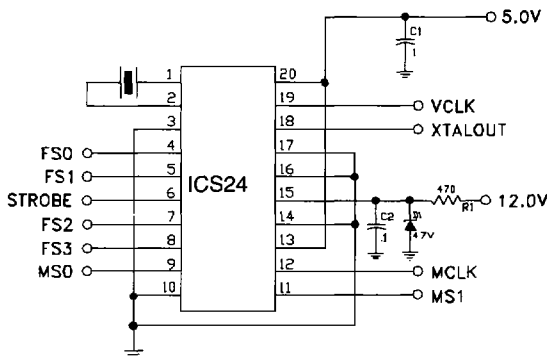 5.0V
C1
.1
1 20
2 19 VCLK
3 18 XTALOUT
FS0 4 17
FS1 5 ICS24 16
STROBE 6 15 470 R1 12.0V
FS2 7 14 C2 .1 D1 4.7V
FS3 8 13
MS0 9 12 MCLK
10 11 MS1